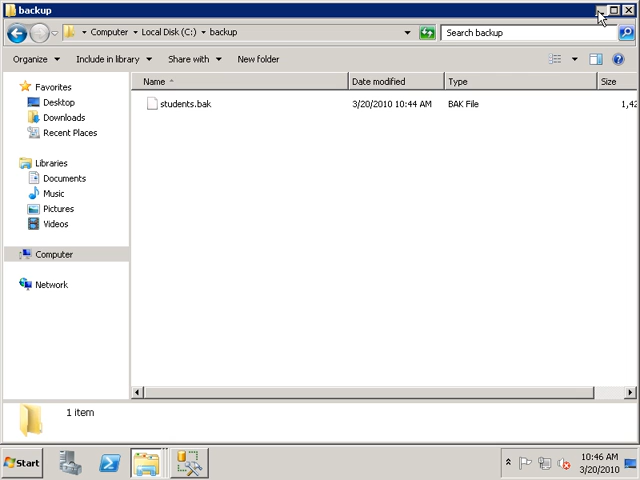 backup
Computer
Local Disk (C:)
backup
Search backup
Organize
Include in library
Share with
New folder
Favorites
Desktop
Downloads
Recent Places
Libraries
Documents
Music
Pictures
Videos
Computer
Network
Name
Date modified
Type
Size
students.bak
3/20/2010 10:44 AM
BAK File
1,42
1 item
Start
10:46 AM
3/20/2010